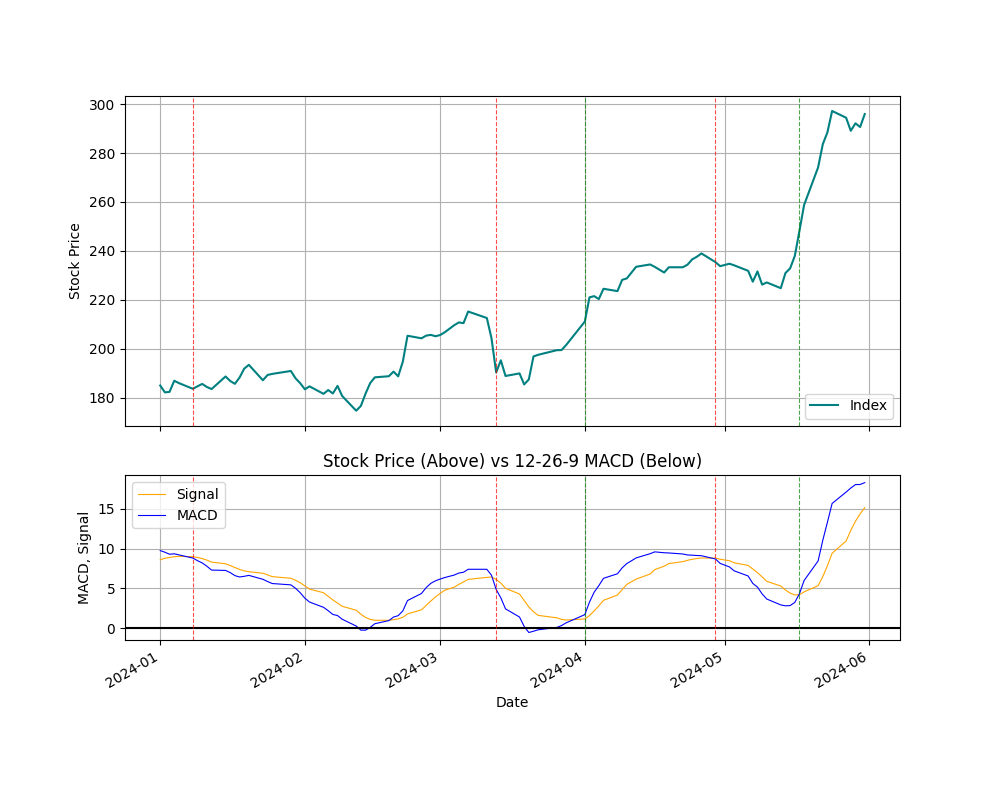 300
280
260
240
220
200
180
Stock Price
Index
Stock Price (Above) vs 12-26-9 MACD (Below)
Signal
MACD
15
10
5
0
MACD, Signal
2024-01
2024-02
2024-03
2024-04
2024-05
2024-06
Date